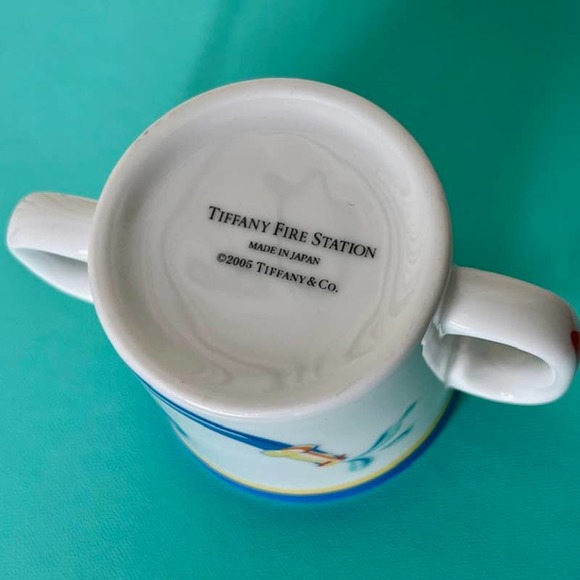 TIFFANY FIRE STATION
MADE IN JAPAN
©2005 TIFFANY & CO.